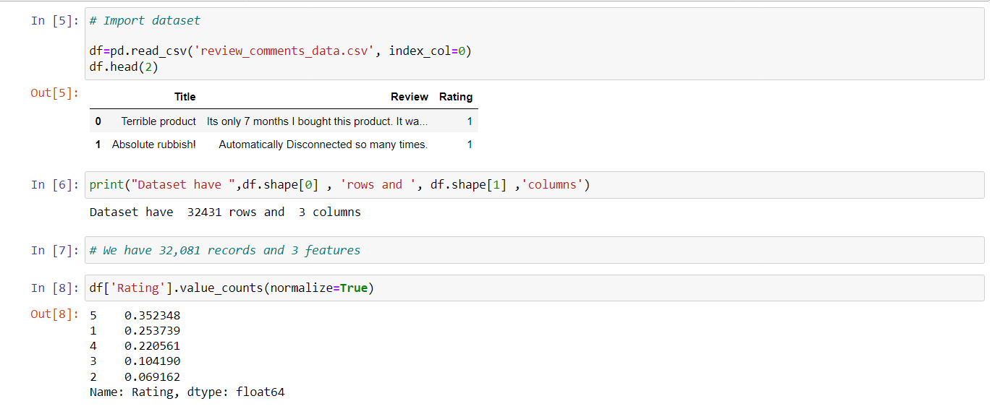 In [5]: # Import dataset
df=pd.read_csv('review_comments_data.csv', index_col=0)
df.head(2)
Out[5]:
Title Review Rating
0 Terrible product Its only 7 months I bought this product. It wa... 1
1 Absolute rubbish! Automatically Disconnected so many times. 1
In [6]: print("Dataset have ",df.shape[0] , 'rows and ', df.shape[1] ,'columns')
Dataset have  32431 rows and  3 columns
In [7]: # We have 32,081 records and 3 features
In [8]: df['Rating'].value_counts(normalize=True)
Out[8]: 5    0.352348
1    0.253739
4    0.220561
3    0.104190
2    0.069162
Name: Rating, dtype: float64